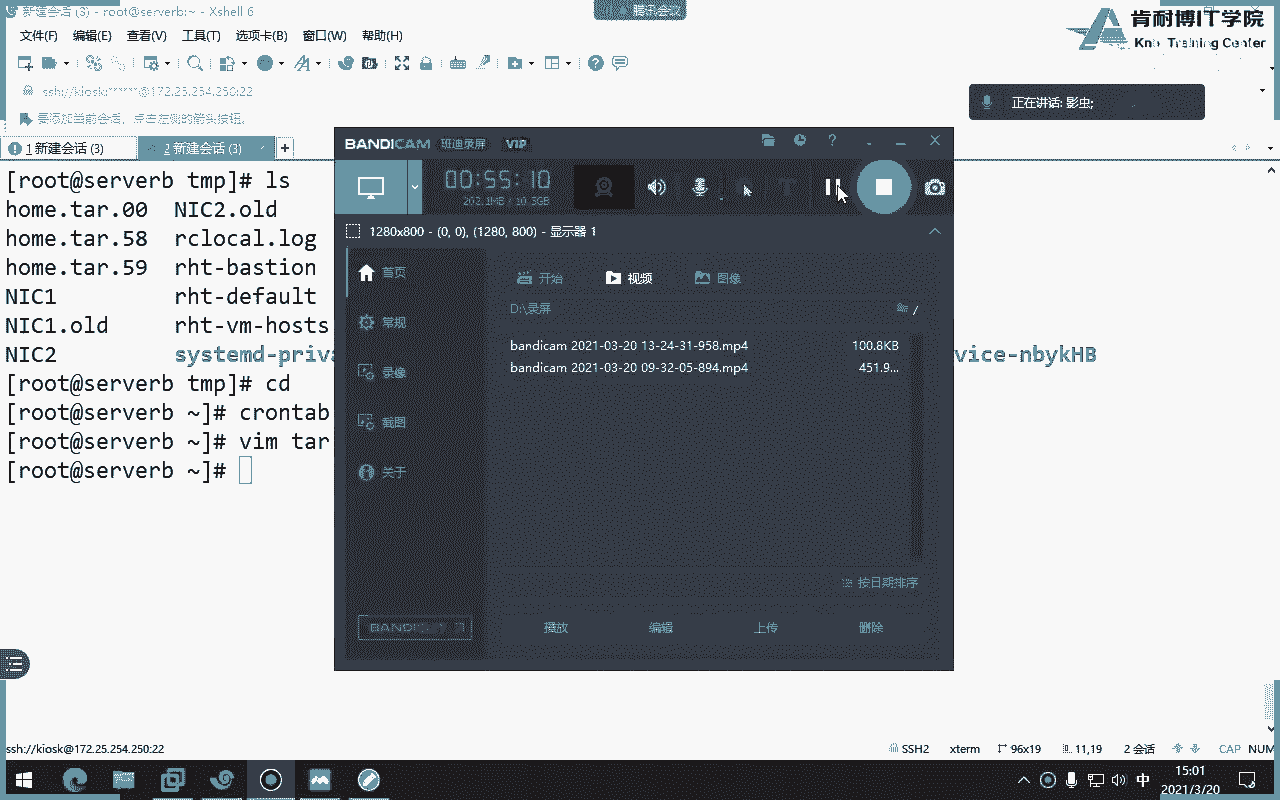 新建会话 (3) - root@serverb:~ - Xshell 6
腾讯会议
肯耐博IT学院
Training Center
文件(F) 编辑(E) 查看(V) 工具(T) 选项卡(B) 窗口(W) 帮助(H)
ssh://kiosk:******@172.25.254.250:22
正在讲话: 影虫;
要添加当前会话，点击左侧的箭头按钮。
1 新建会话 (3)
2 新建会话 (3)
[root@serverb tmp]# ls
home.tar.00 NIC2.old
home.tar.58 rclocal.log
home.tar.59 rht-bastion
NIC1 rht-default
NIC1.old rht-vm-hosts
NIC2 systemd-priva vice-nbykHB
[root@serverb tmp]# cd
[root@serverb ~]# crontab
[root@serverb ~]# vim tar
[root@serverb ~]#
BANDICAM 班迪录屏 VIP
00:55:10
1280x800 - (0, 0), (1280, 800) - 显示器 1
首页
常规
录像
截图
关于
开始 视频 图像
D:\录屏
bandicam 2021-03-20 13-24-31-958.mp4 100.8KB
bandicam 2021-03-20 09-32-05-894.mp4 451.9...
按日期排序
播放 编辑 上传 删除
ssh://kiosk@172.25.254.250:22
SSH2 xterm 96x19 11,19 2 会话 CAP NUM
中
15:01
2021/3/20